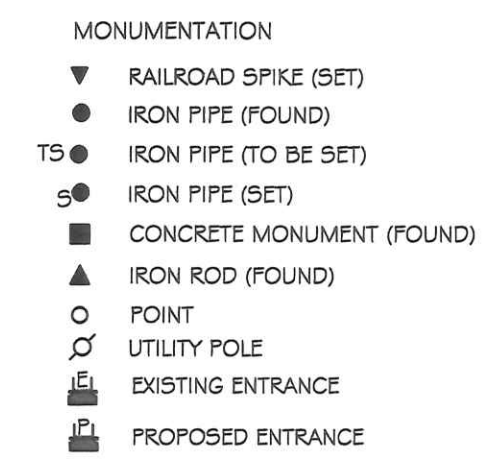 MONUMENTATION
RAILROAD SPIKE (SET)
IRON PIPE (FOUND)
TS IRON PIPE (TO BE SET)
S IRON PIPE (SET)
CONCRETE MONUMENT (FOUND)
IRON ROD (FOUND)
POINT
UTILITY POLE
E EXISTING ENTRANCE
P PROPOSED ENTRANCE